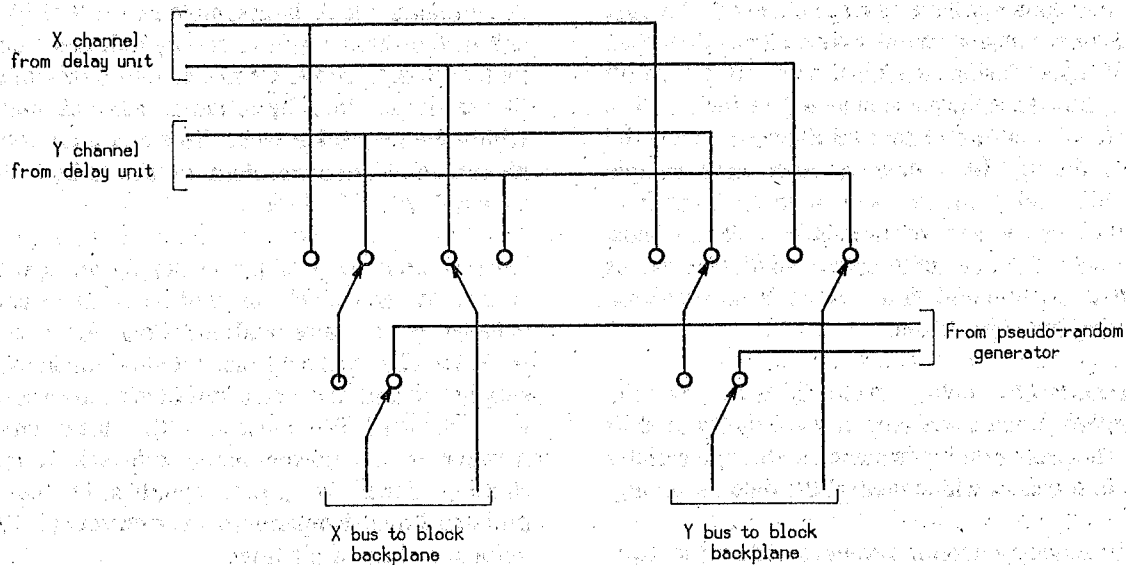 X channel
from delay unit
Y channel
from delay unit
From pseudo-random
generator
X bus to block
backplane
Y bus to block
backplane